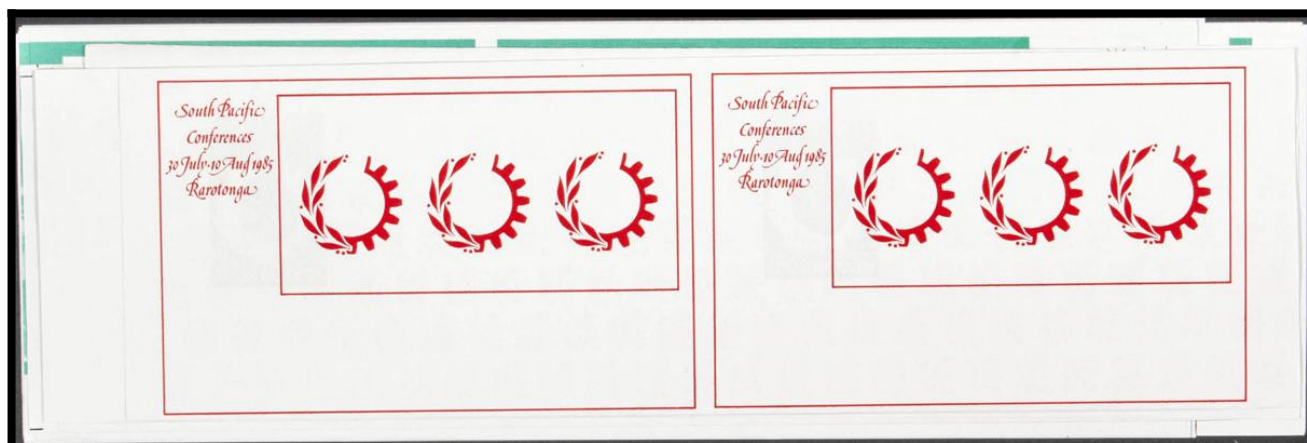 South Pacific
Conferences
30 July-10 Aug 1985
Rarotonga
South Pacific
Conferences
30 July-10 Aug 1985
Rarotonga